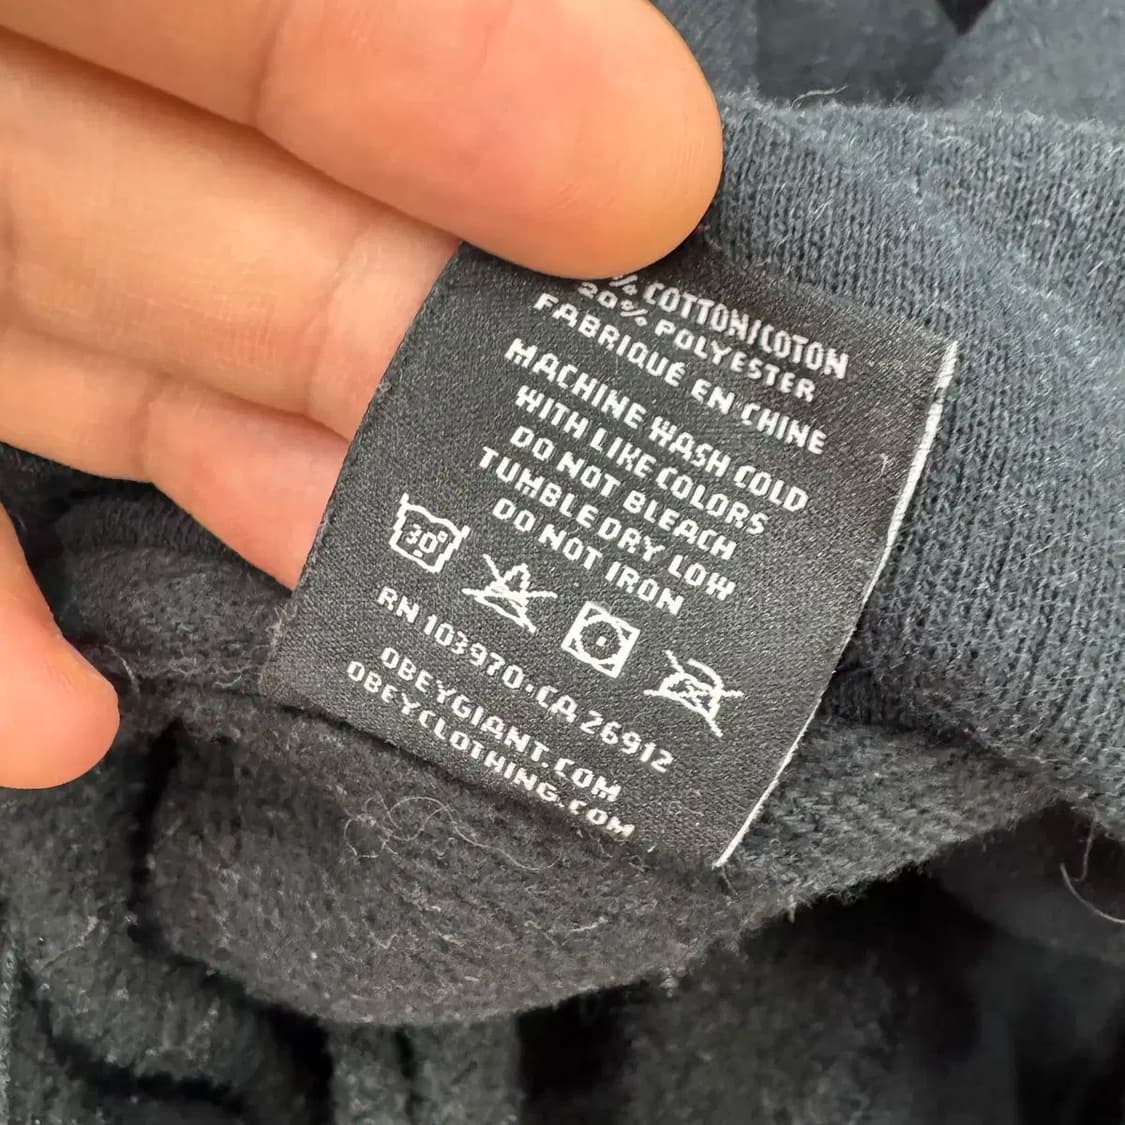 % COTTON/COTON
20% POLYESTER
FABRIQUÉ EN CHINE
MACHINE WASH COLD
WITH LIKE COLORS
DO NOT BLEACH
TUMBLE DRY LOW
DO NOT IRON
30°
RN 103970 · CA 26912
OBEYGIANT.COM
OBEYCLOTHING.COM